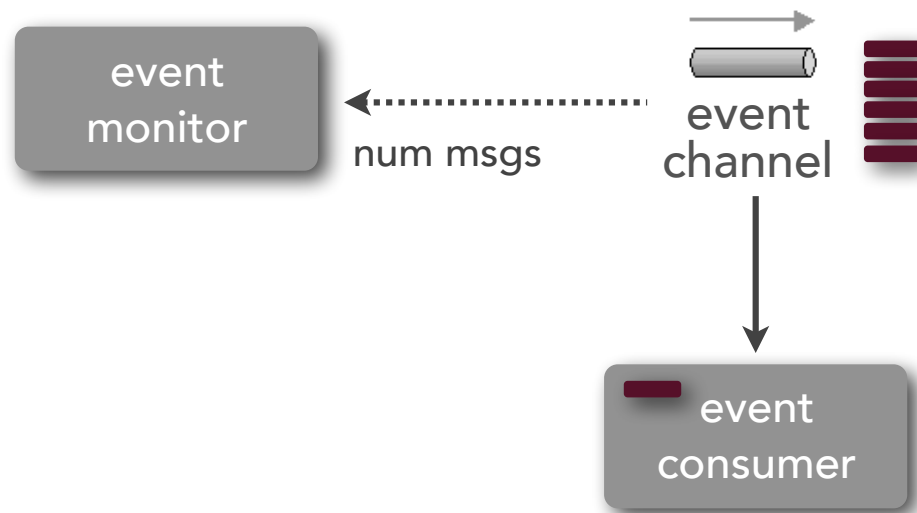 event
monitor
num msgs
event
channel
event
consumer